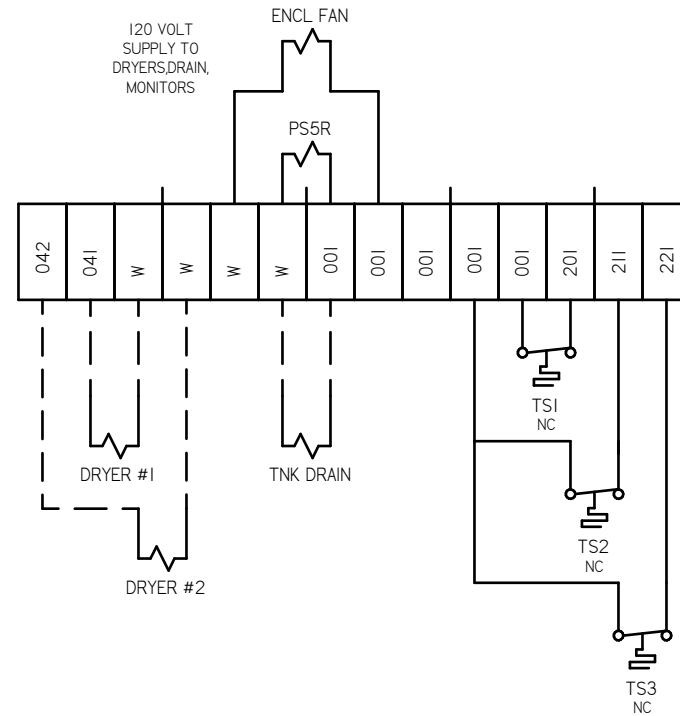 ENCL FAN
120 VOLT
SUPPLY TO
DRYERS,DRAIN,
MONITORS
PS5R
042
041
W
W
W
W
001
001
001
001
001
201
211
221
TS1
NC
DRYER #1
TNK DRAIN
TS2
NC
DRYER #2
TS3
NC